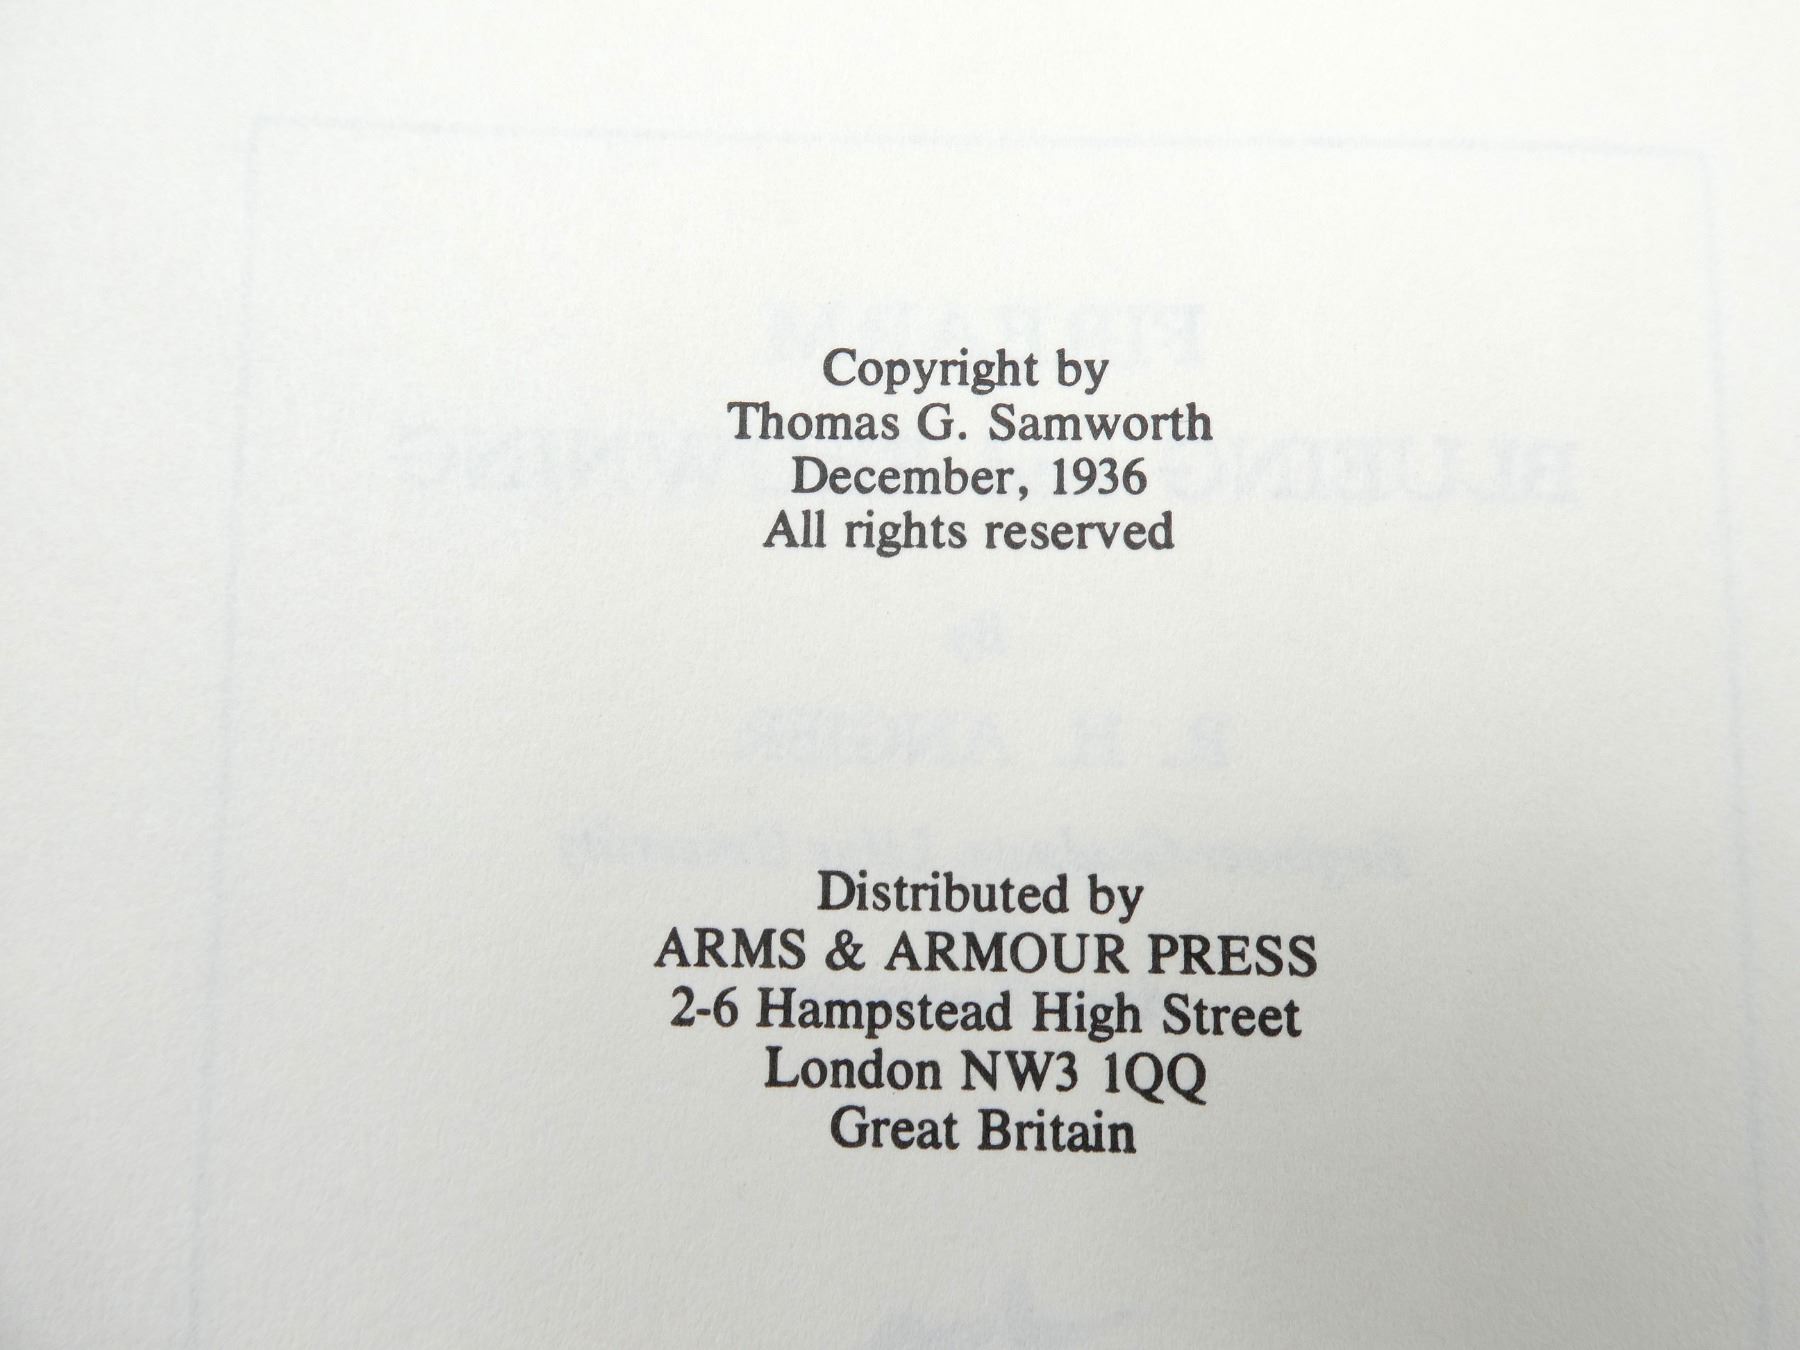 Copyright by
Thomas G. Samworth
December, 1936
All rights reserved
Distributed by
ARMS & ARMOUR PRESS
2-6 Hampstead High Street
London NW3 1QQ
Great Britain